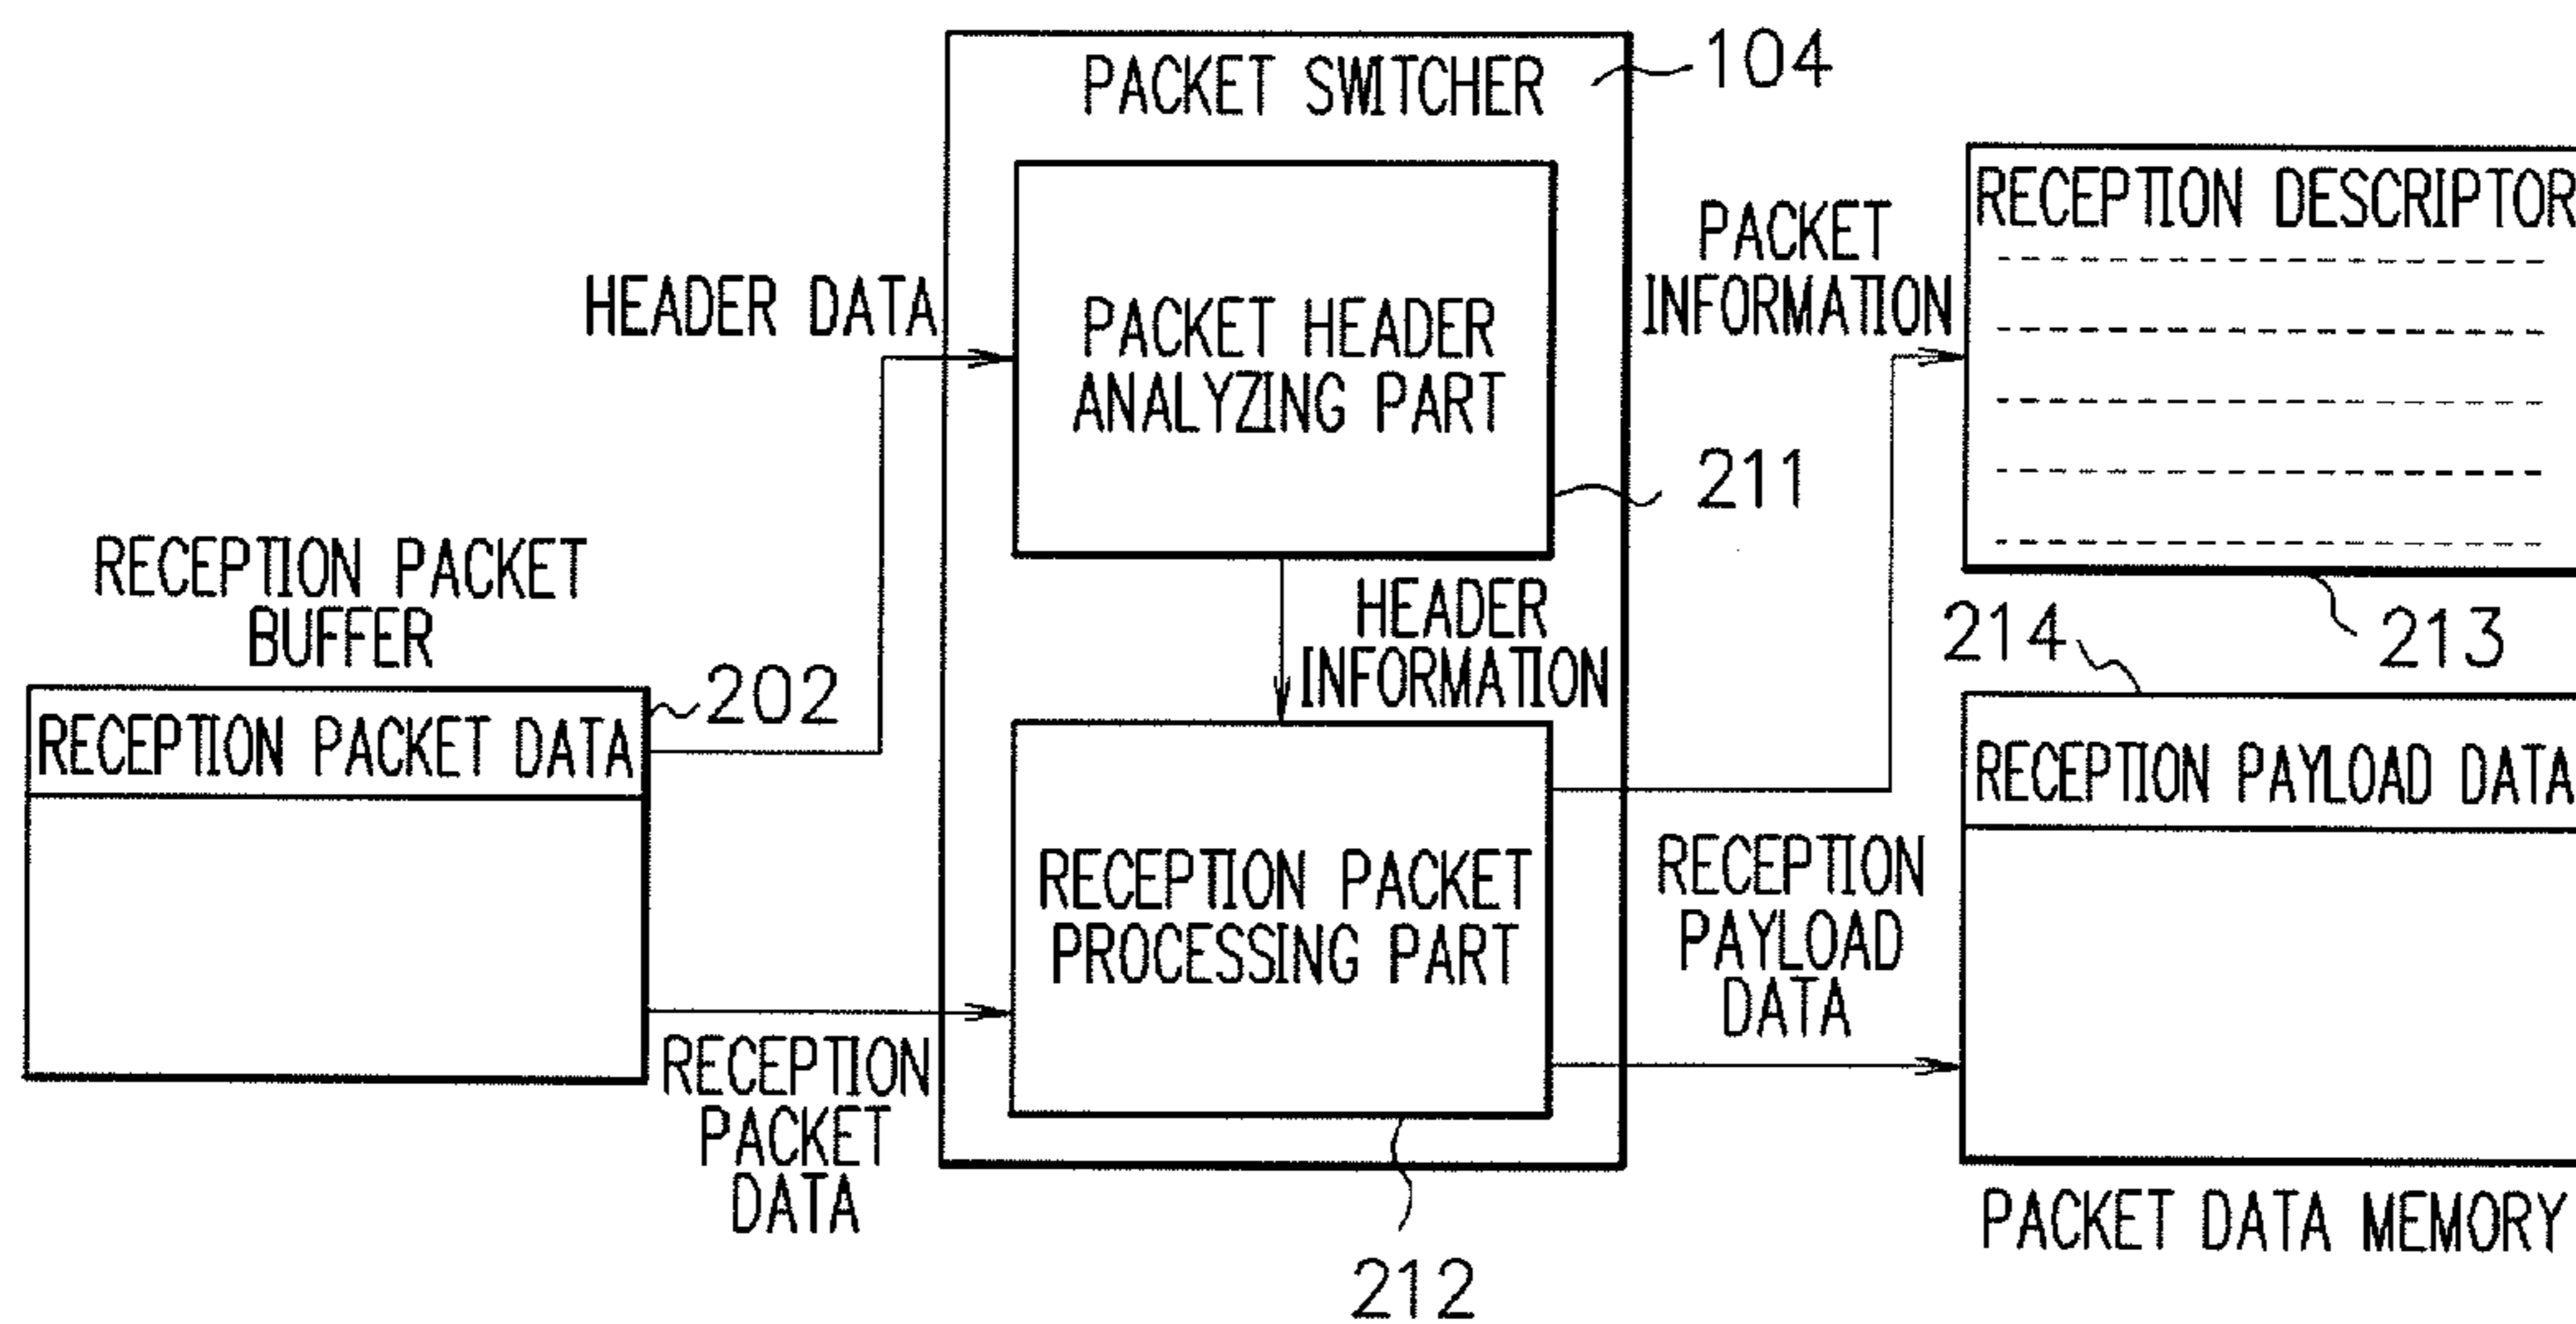 PACKET SWITCHER
104
HEADER DATA
PACKET HEADER
ANALYZING PART
211
PACKET
INFORMATION
RECEPTION DESCRIPTOR
213
RECEPTION PACKET
BUFFER
202
RECEPTION PACKET DATA
HEADER
INFORMATION
214
RECEPTION PAYLOAD DATA
RECEPTION PACKET
PROCESSING PART
RECEPTION
PAYLOAD
DATA
RECEPTION
PACKET
DATA
212
PACKET DATA MEMORY